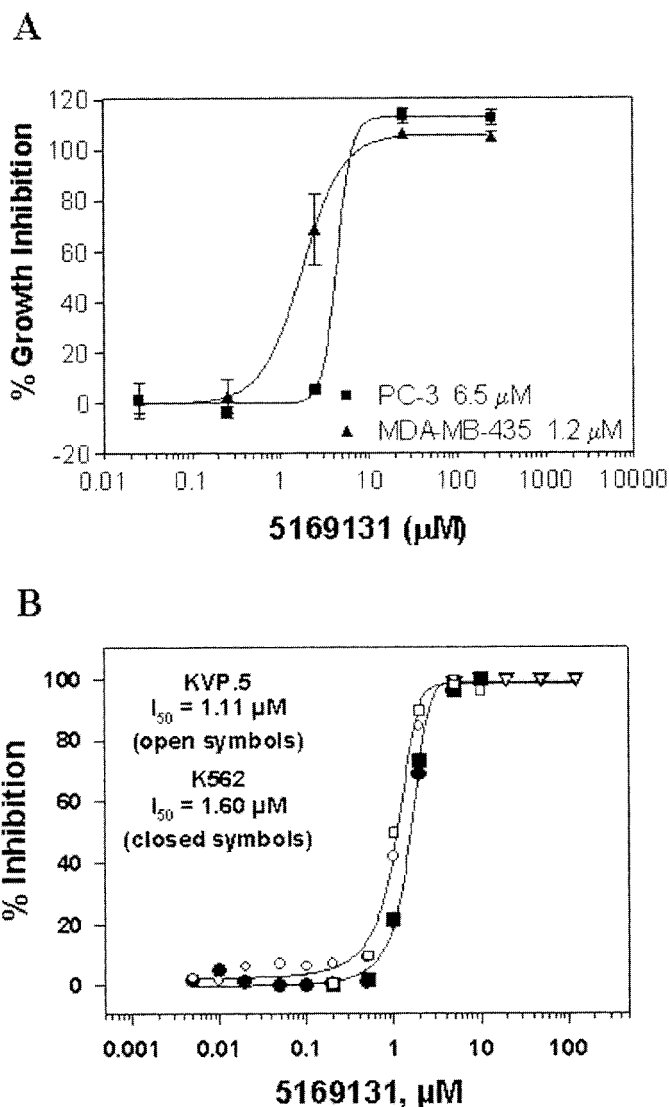 A
120
100
80
60
40
20
0
-20
% Growth Inhibition
PC-3 6.5 μM
MDA-MB-435 1.2 μM
0.01 0.1 1 10 100 1000 10000
5169131 (μM)
B
100
80
60
40
20
0
% Inhibition
KVP.5
I50 = 1.11 μM
(open symbols)
K562
I50 = 1.60 μM
(closed symbols)
0.001 0.01 0.1 1 10 100
5169131, μM